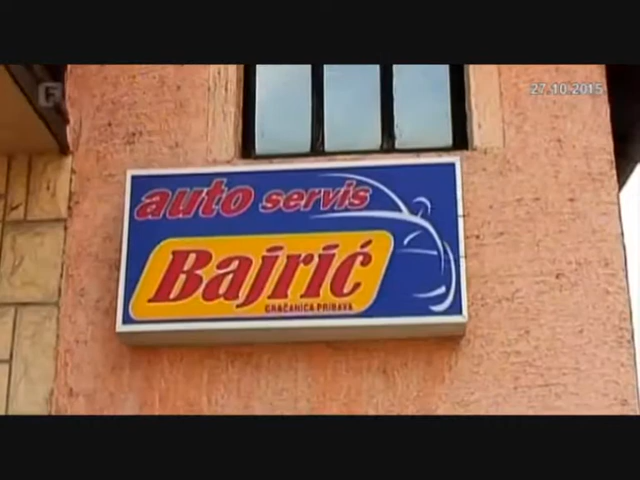 F
27.10.2015
auto servis
Bajrić
GRAČANICA PRIBAVA